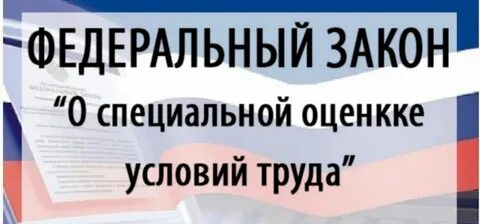 ФЕДЕРАЛЬНЫЙ ЗАКОН
“О специальной оценкке
условий труда”